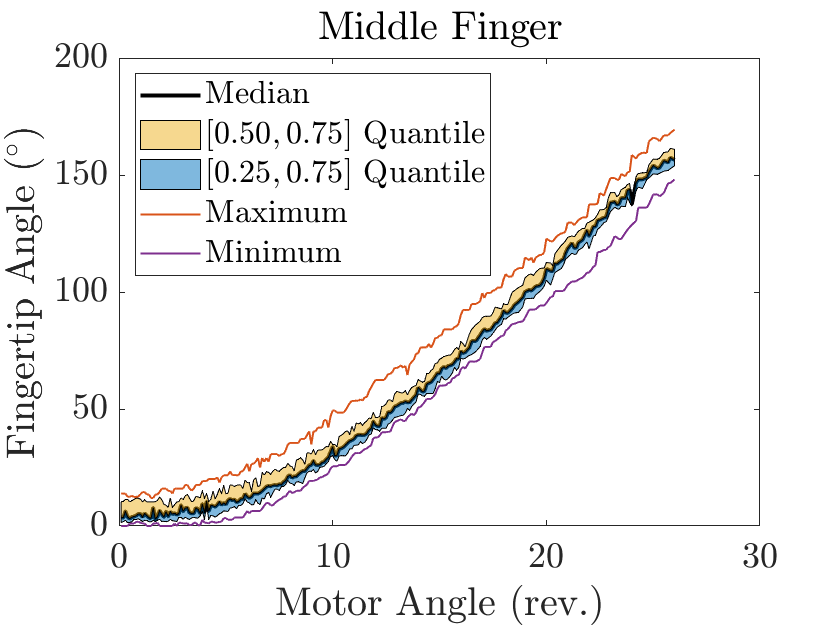 Middle Finger
Median
[0.50, 0.75] Quantile
[0.25, 0.75] Quantile
Maximum
Minimum
Fingertip Angle (°)
200
150
100
50
0
0 10 20 30
Motor Angle (rev.)